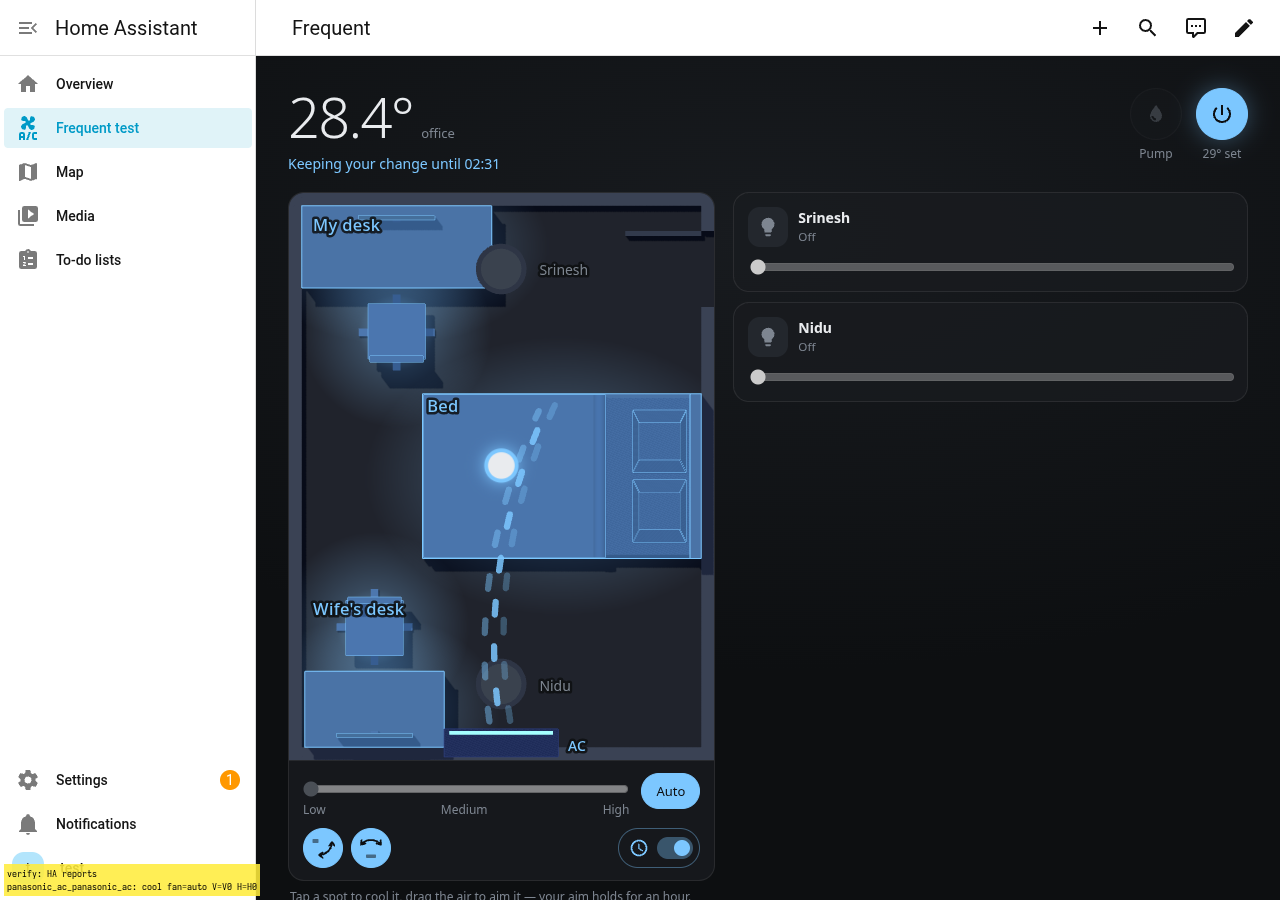 Home Assistant
Frequent
Overview
A/C
Frequent test
Map
Media
To-do lists
Settings
1
Notifications
verify: HA reports
panasonic_ac_panasonic_ac: cool fan=auto V=V0 H=H0
28.4°
office
Keeping your change until 02:31
Pump
29° set
My desk
Srinesh
Bed
Wife's desk
Nidu
AC
Low
Medium
High
Auto
Tap a spot to cool it, drag the air to aim it — your aim holds for an hour.
Srinesh
Off
Nidu
Off